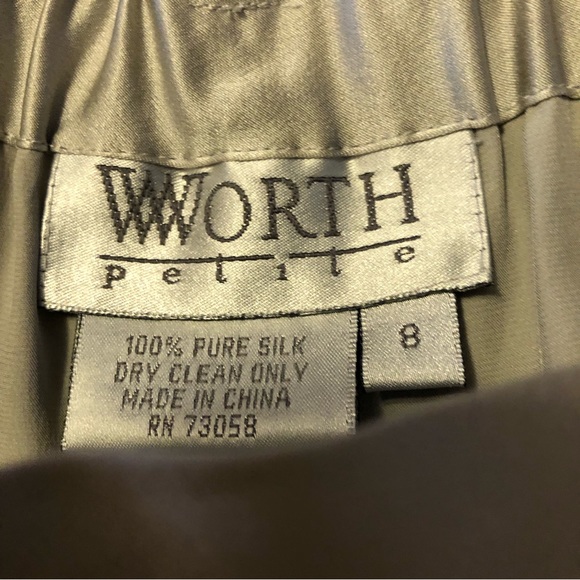 WORTH
petite
8
100% PURE SILK
DRY CLEAN ONLY
MADE IN CHINA
RN 73058